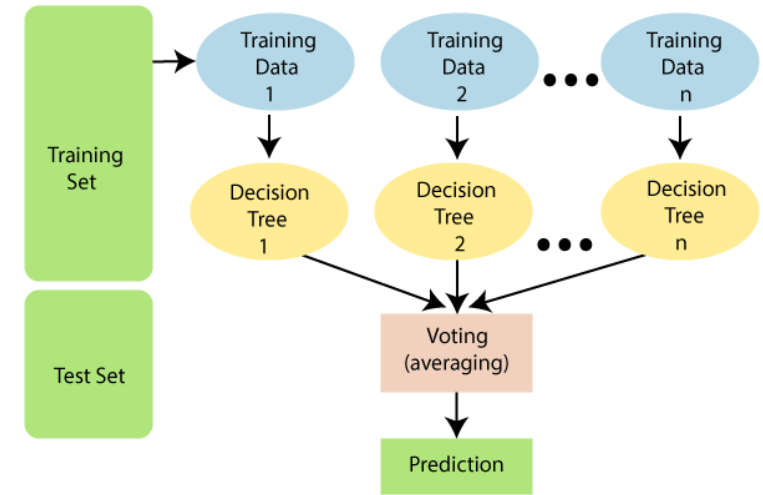 Training
Set
Training
Data
1
Training
Data
2
Training
Data
n
Decision
Tree
1
Decision
Tree
2
Decision
Tree
n
Voting
(averaging)
Test Set
Prediction